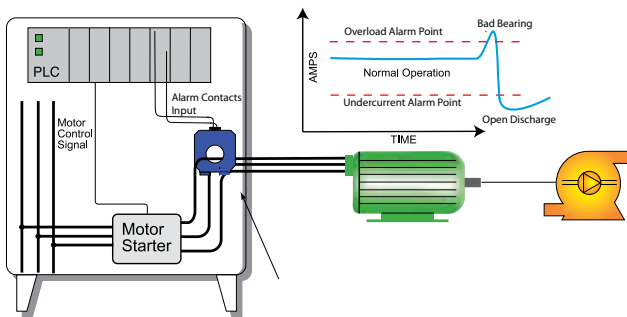 PLC
Alarm Contacts
Input
Motor
Control
Signal
Motor
Starter
AMPS
Overload Alarm Point
Bad Bearing
Normal Operation
Undercurrent Alarm Point
Open Discharge
TIME